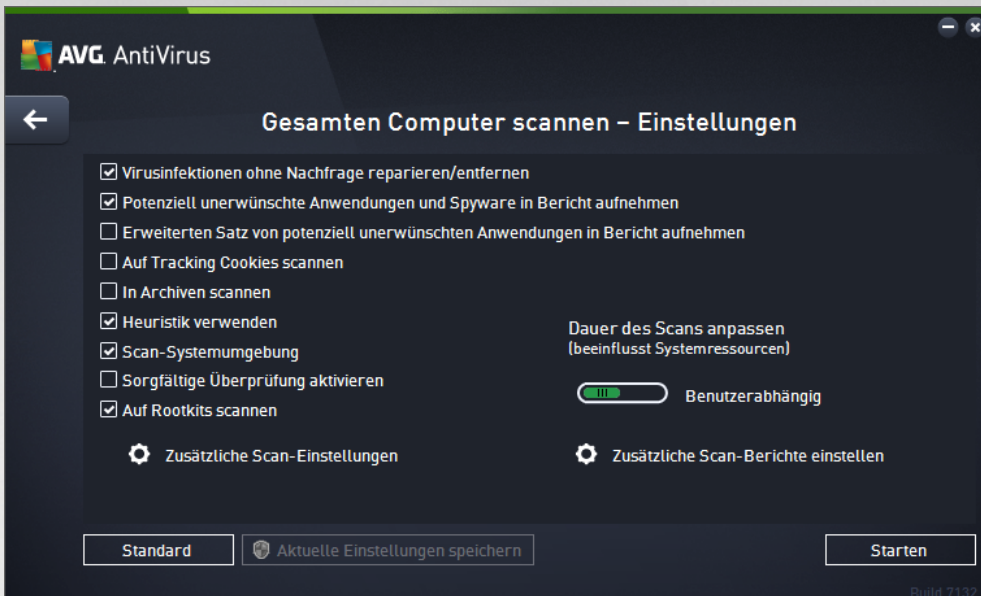 AVG. AntiVirus
Gesamten Computer scannen – Einstellungen
Virusinfektionen ohne Nachfrage reparieren/entfernen
Potenziell unerwünschte Anwendungen und Spyware in Bericht aufnehmen
Erweiterten Satz von potenziell unerwünschten Anwendungen in Bericht aufnehmen
Auf Tracking Cookies scannen
In Archiven scannen
Heuristik verwenden
Scan-Systemumgebung
Sorgfältige Überprüfung aktivieren
Auf Rootkits scannen
Dauer des Scans anpassen
(beeinflusst Systemressourcen)
Benutzerabhängig
Zusätzliche Scan-Einstellungen
Zusätzliche Scan-Berichte einstellen
Standard
Aktuelle Einstellungen speichern
Starten
Build 7132